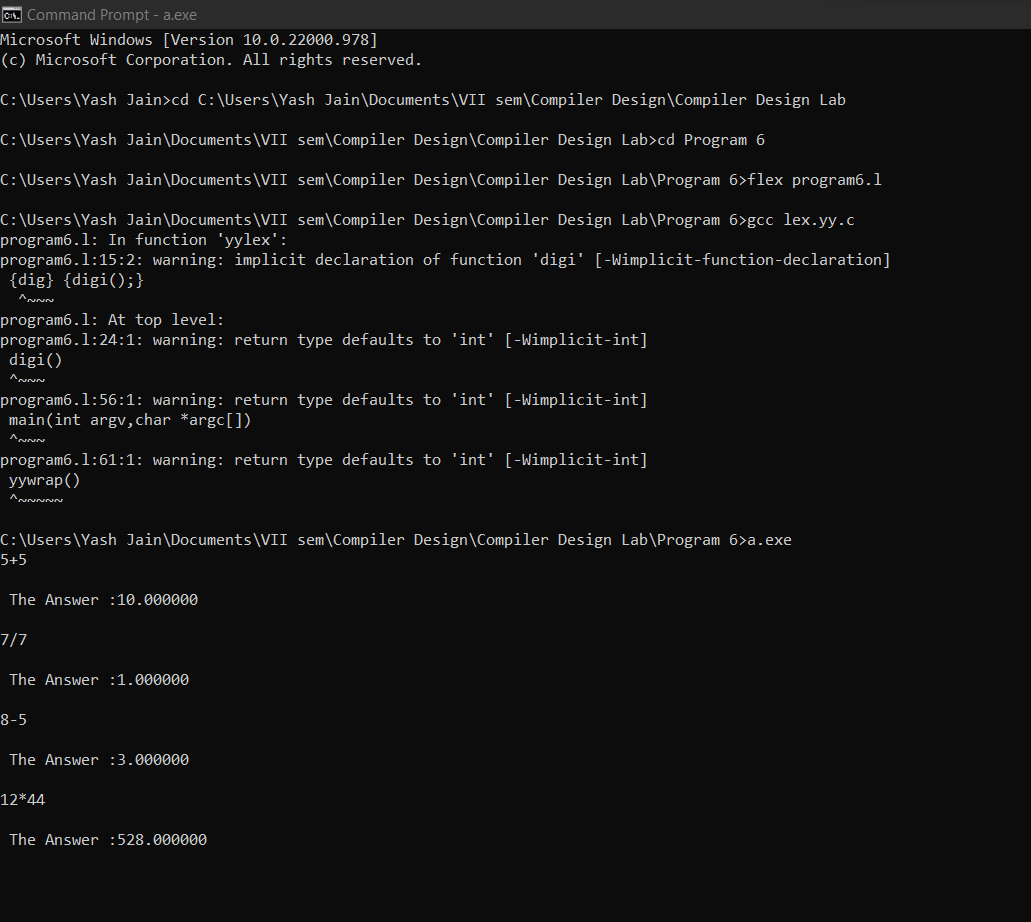 Command Prompt - a.exe
Microsoft Windows [Version 10.0.22000.978]
(c) Microsoft Corporation. All rights reserved.
C:\Users\Yash Jain>cd C:\Users\Yash Jain\Documents\VII sem\Compiler Design\Compiler Design Lab
C:\Users\Yash Jain\Documents\VII sem\Compiler Design\Compiler Design Lab>cd Program 6
C:\Users\Yash Jain\Documents\VII sem\Compiler Design\Compiler Design Lab\Program 6>flex program6.l
C:\Users\Yash Jain\Documents\VII sem\Compiler Design\Compiler Design Lab\Program 6>gcc lex.yy.c
program6.l: In function 'yylex':
program6.l:15:2: warning: implicit declaration of function 'digi' [-Wimplicit-function-declaration]
 {dig} {digi();}
  ^~~~
program6.l: At top level:
program6.l:24:1: warning: return type defaults to 'int' [-Wimplicit-int]
 digi()
 ^~~~
program6.l:56:1: warning: return type defaults to 'int' [-Wimplicit-int]
 main(int argv,char *argc[])
 ^~~~
program6.l:61:1: warning: return type defaults to 'int' [-Wimplicit-int]
 yywrap()
 ^~~~~~
C:\Users\Yash Jain\Documents\VII sem\Compiler Design\Compiler Design Lab\Program 6>a.exe
5+5
 The Answer :10.000000
7/7
 The Answer :1.000000
8-5
 The Answer :3.000000
12*44
 The Answer :528.000000